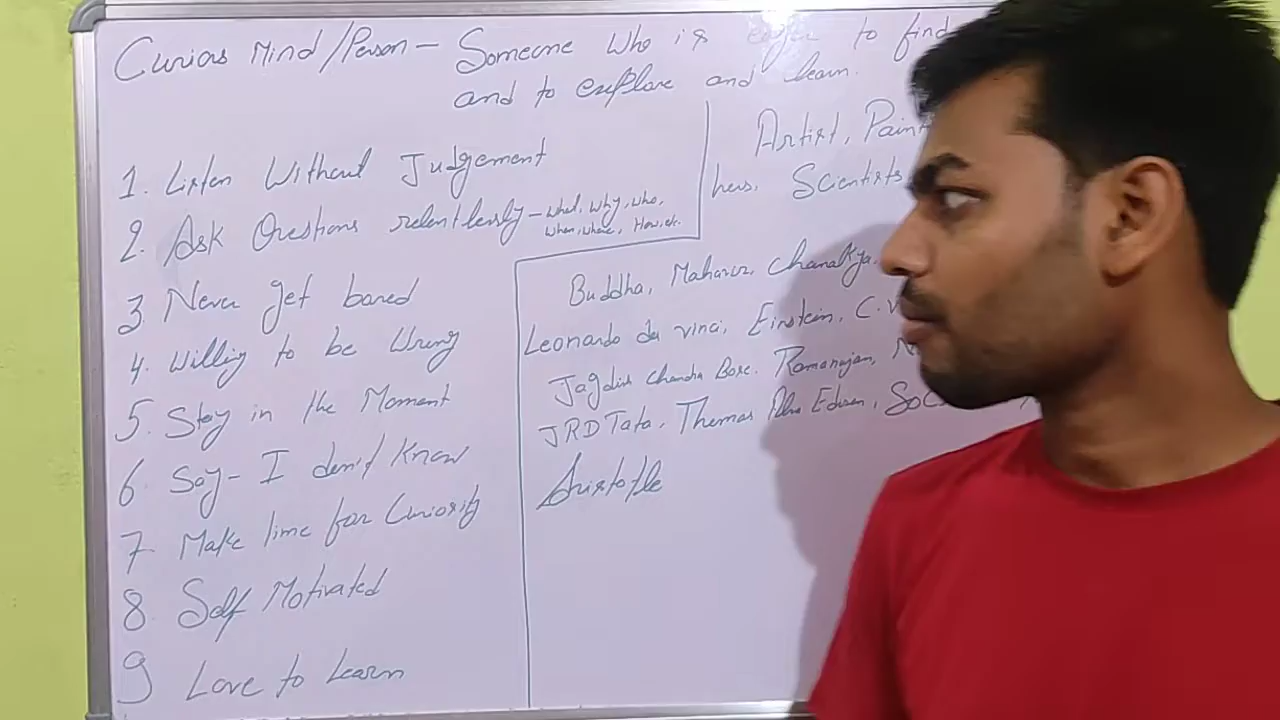 Curious Mind/Person - Someone Who is eager to find
and to explore and learn.
1. Listen Without Judgement
2. Ask Questions relentlessly - What, Why, Who,
When, Where, How, etc.
3 Never get bored
4. Willing to be Wrong
5. Stay in the Moment
6. Say - I don't Know
7. Make time for Curiosity
8. Self Motivated
9 Love to Learn
Artist,
hers. Scientists
Buddha, Mahavir, Chanakya,
Leonardo da vinci, Einstein, C.V
Jagdish Chandra Bose, Ramanujan,
JRD Tata, Thomas Alva Edison,
Aristotle